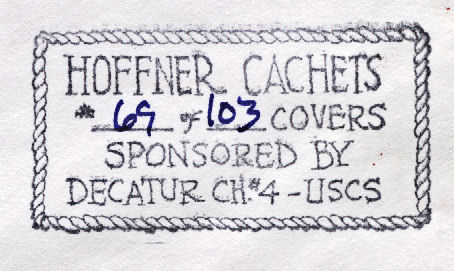 HOFFNER CACHETS
* 69 of 103 COVERS
SPONSORED BY
DECATUR CH.#4-USCS